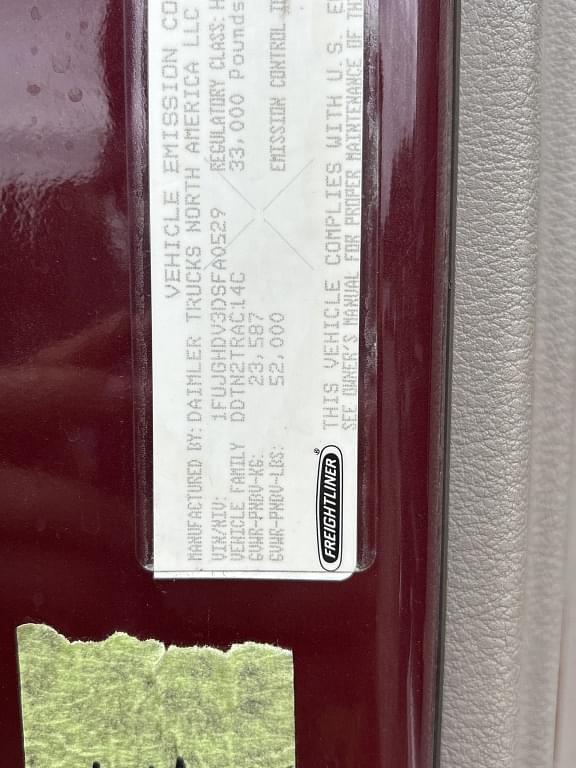 VEHICLE EMISSION CO
MANUFACTURED BY: DAIMLER TRUCKS NORTH AMERICA LLC
VIN/NIV: 1FUJGHDV3DSFA0529 REGULATORY CLASS: H
VEHICLE FAMILY DDTN2TRAC14C 33,000 Pounds
GVWR-PNBV-KG: 23,587
GVWR-PNBV-LBS: 52,000 EMISSION CONTROL
THIS VEHICLE COMPLIES WITH U.S. E
SEE OWNER'S MANUAL FOR PROPER MAINTENANCE OF TH
FREIGHTLINER®